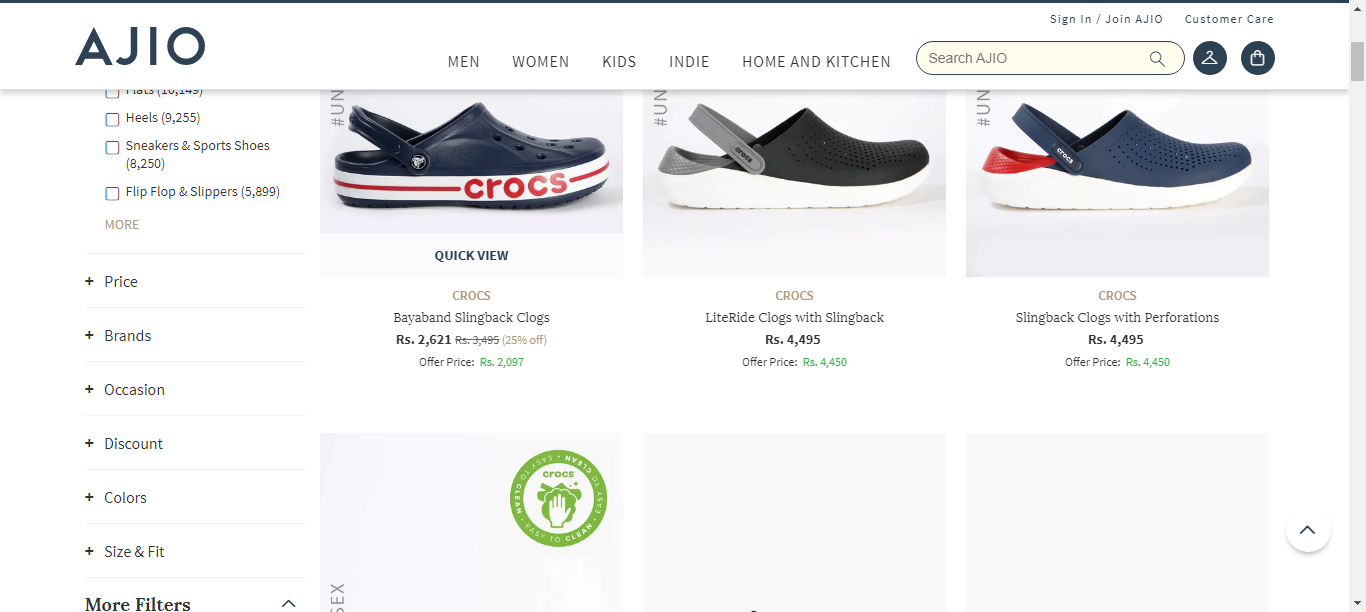 Sign In / Join AJIO
Customer Care
AJIO
MEN
WOMEN
KIDS
INDIE
HOME AND KITCHEN
Search AJIO
Flats (10,149)
Heels (9,255)
Sneakers & Sports Shoes
(8,250)
Flip Flop & Slippers (5,899)
MORE
+ Price
+ Brands
+ Occasion
+ Discount
+ Colors
+ Size & Fit
More Filters
#UN
crocs
QUICK VIEW
CROCS
Bayaband Slingback Clogs
Rs. 2,621 Rs. 3,495 (25% off)
Offer Price: Rs. 2,097
#UN
crocs
CROCS
LiteRide Clogs with Slingback
Rs. 4,495
Offer Price: Rs. 4,450
#UN
crocs
CROCS
Slingback Clogs with Perforations
Rs. 4,495
Offer Price: Rs. 4,450
EASY TO CLEAN • EASY TO CLEAN • EASY TO CLEAN •
crocs
SEX